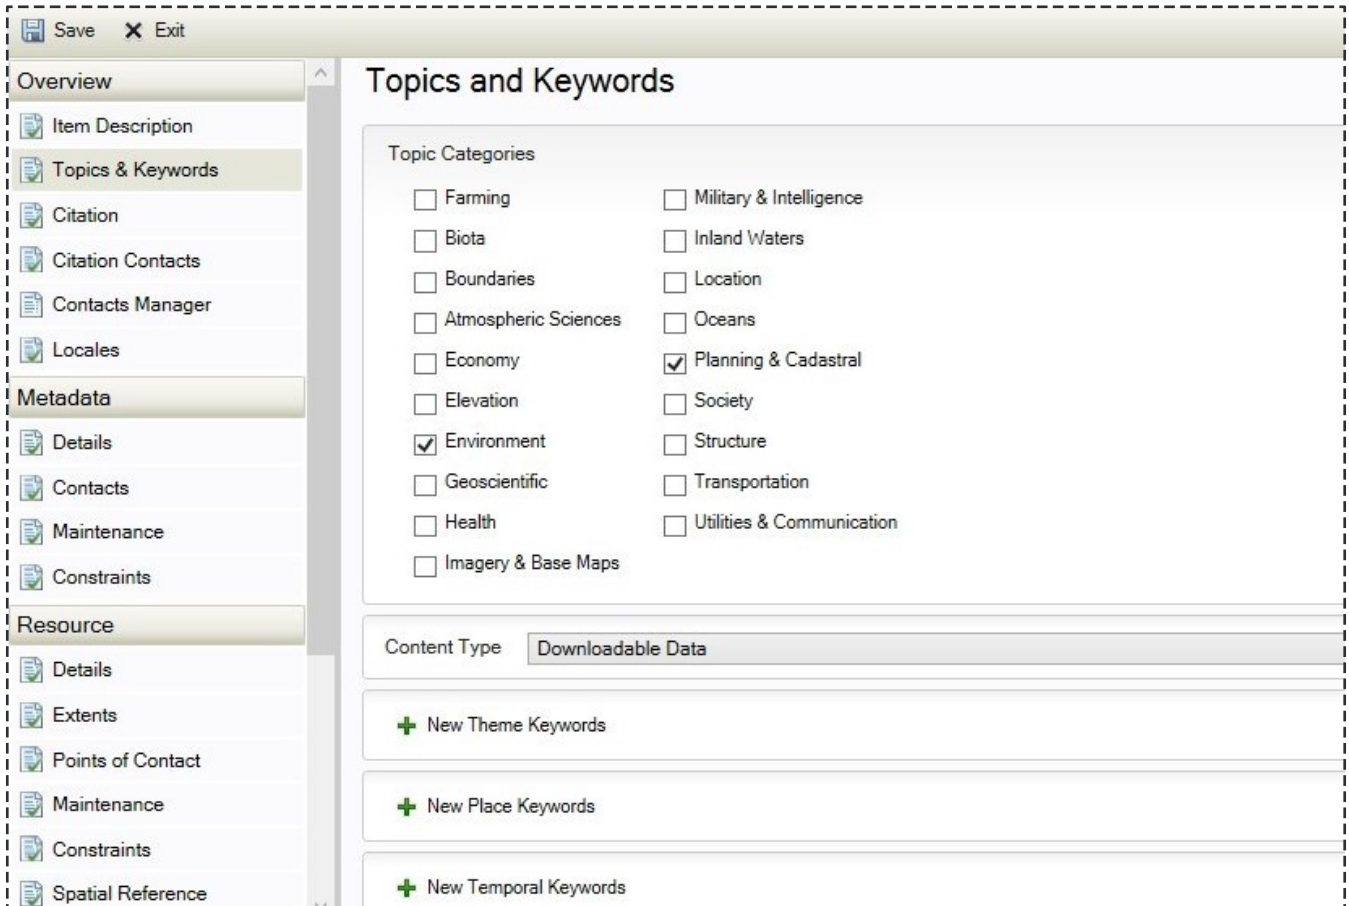 Save Exit
Overview
Item Description
Topics & Keywords
Citation
Citation Contacts
Contacts Manager
Locales
Metadata
Details
Contacts
Maintenance
Constraints
Resource
Details
Extents
Points of Contact
Maintenance
Constraints
Spatial Reference
Topics and Keywords
Topic Categories
Farming
Biota
Boundaries
Atmospheric Sciences
Economy
Elevation
Environment
Geoscientific
Health
Imagery & Base Maps
Military & Intelligence
Inland Waters
Location
Oceans
Planning & Cadastral
Society
Structure
Transportation
Utilities & Communication
Content Type Downloadable Data
New Theme Keywords
New Place Keywords
New Temporal Keywords